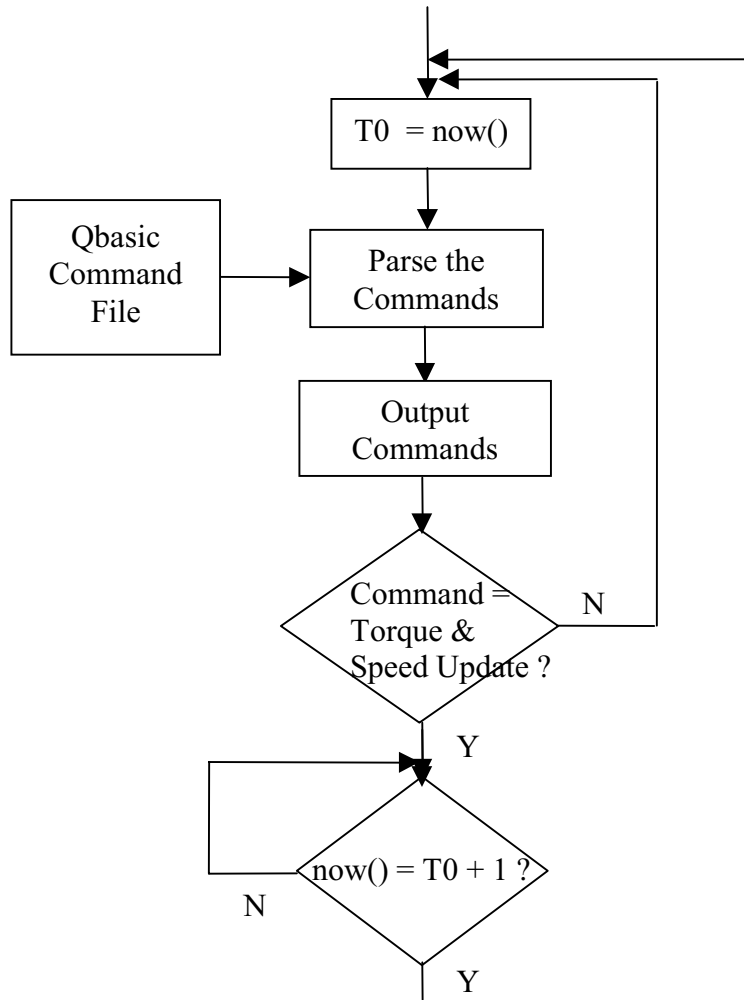 T0 = now()
Qbasic
Command
File
Parse the
Commands
Output
Commands
Command =
Torque &
Speed Update ?
N
Y
now() = T0 + 1 ?
N
Y